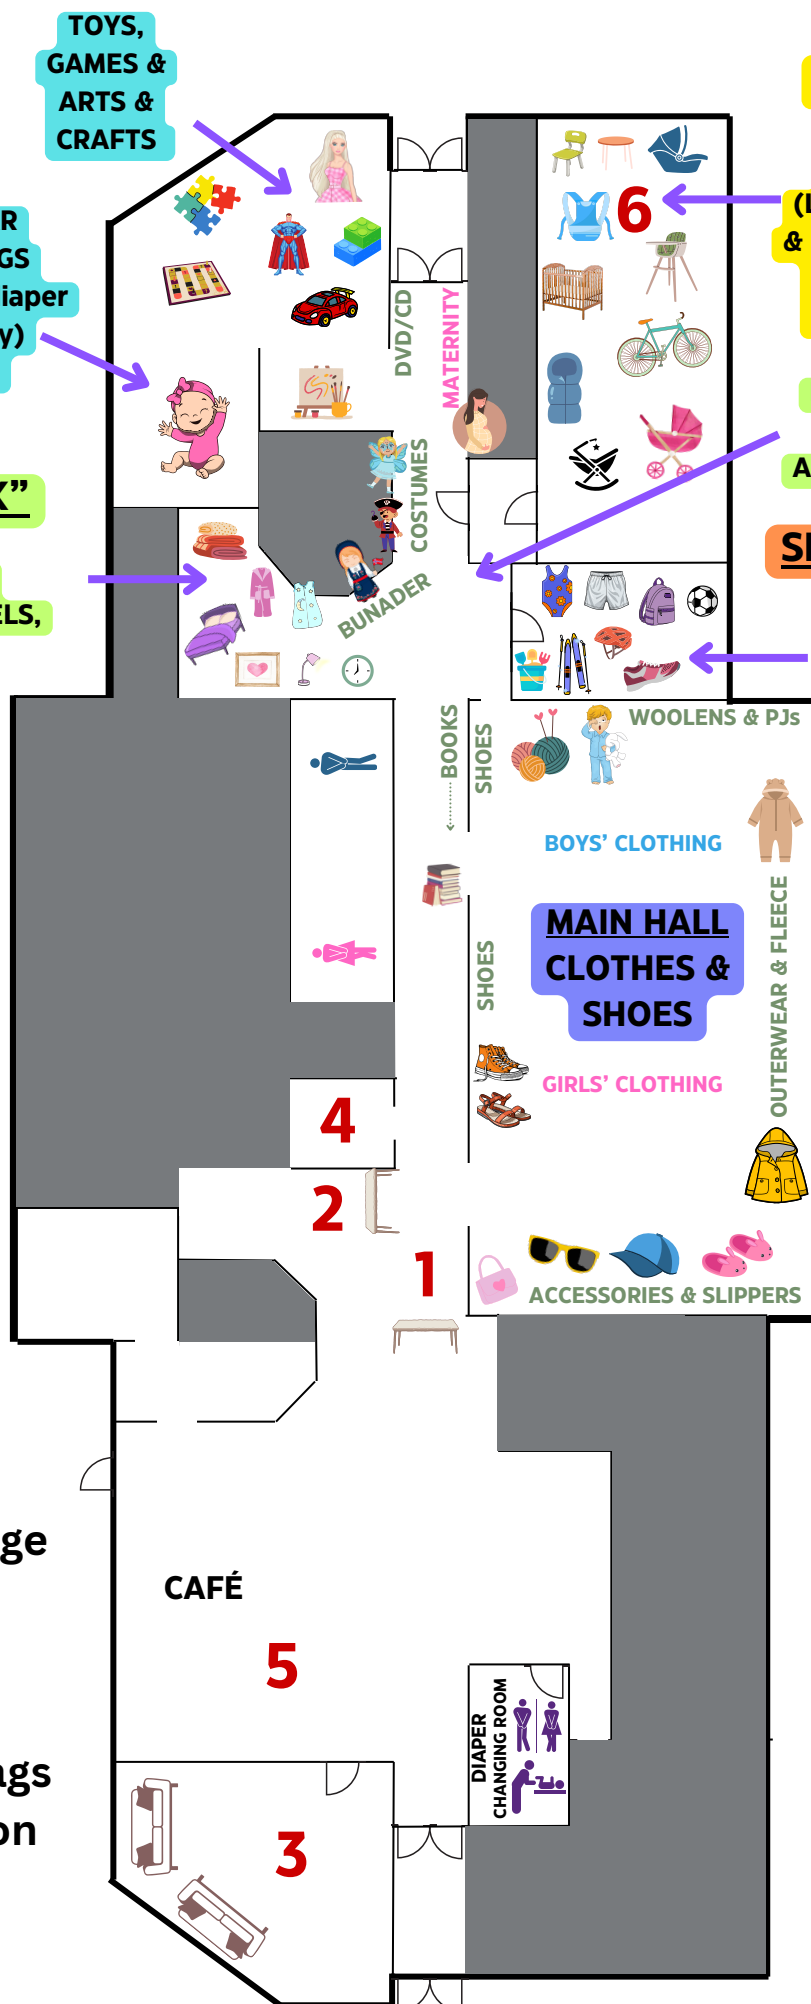 TOYS,
GAMES &
ARTS &
CRAFTS
R
GS
iaper
y)
X”
ELS,
(L
&
A
6
DVD/CD
MATERNITY
COSTUMES
BUNADER
BOOKS
SHOES
WOOLENS & PJs
BOYS’ CLOTHING
MAIN HALL
CLOTHES &
SHOES
SHOES
OUTERWEAR & FLEECE
GIRLS’ CLOTHING
4
2
1
ACCESSORIES & SLIPPERS
ge
CAFÉ
5
DIAPER
CHANGING ROOM
ags
on
3